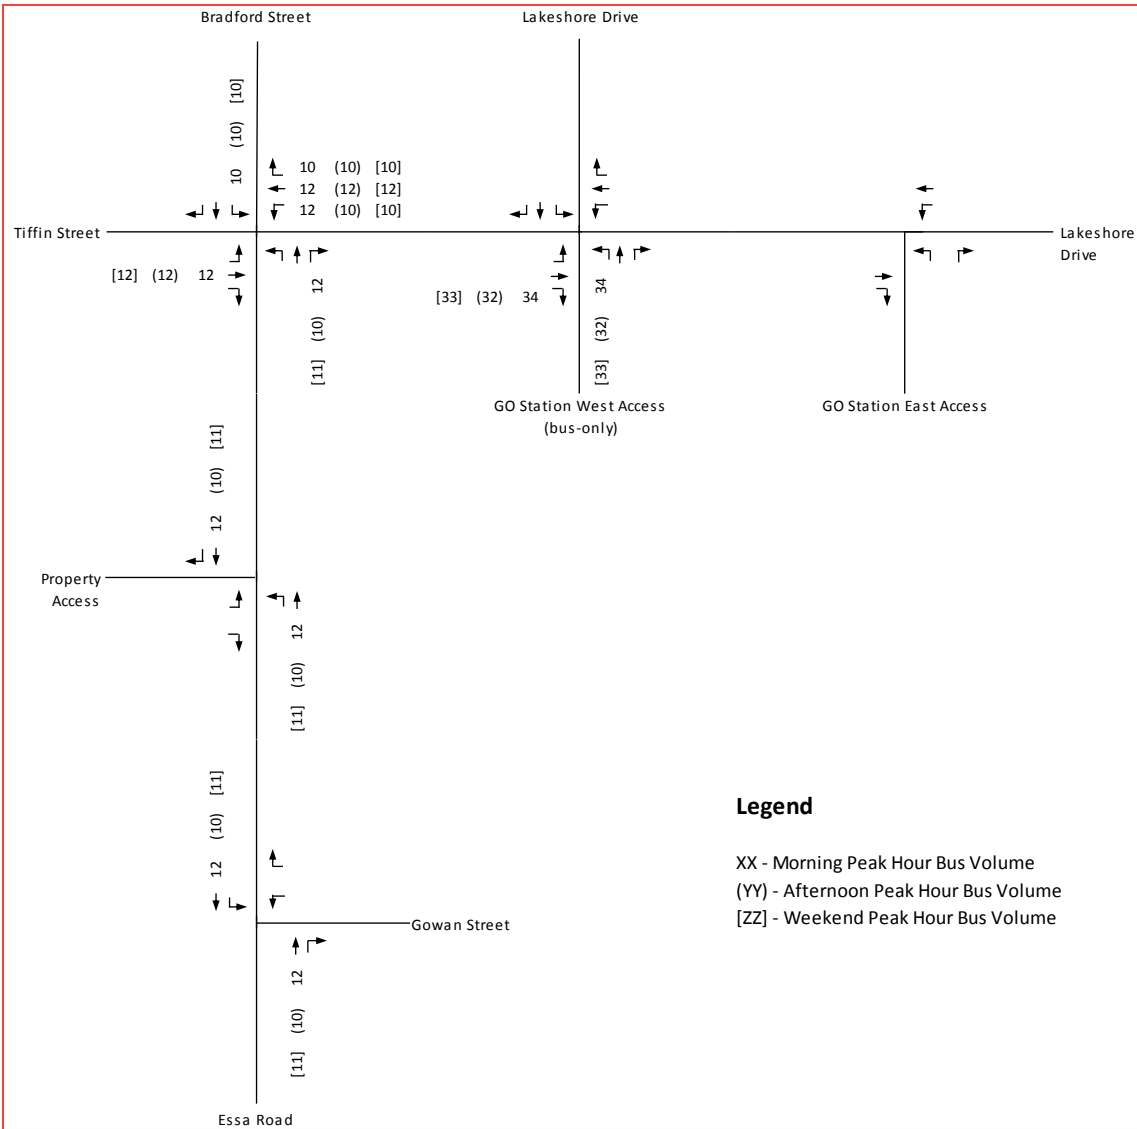 Bradford Street
Lakeshore Drive
10 (10) [10]
10 (10) [10]
12 (12) [12]
12 (10) [10]
Tiffin Street
Lakeshore
Drive
[12] (12) 12
[11] (10) 12
[33] (32) 34
[33] (32) 34
GO Station West Access
(bus-only)
GO Station East Access
12 (10) [11]
Property
Access
[11] (10) 12
12 (10) [11]
Legend
XX - Morning Peak Hour Bus Volume
(YY) - Afternoon Peak Hour Bus Volume
[ZZ] - Weekend Peak Hour Bus Volume
Gowan Street
[11] (10) 12
Essa Road